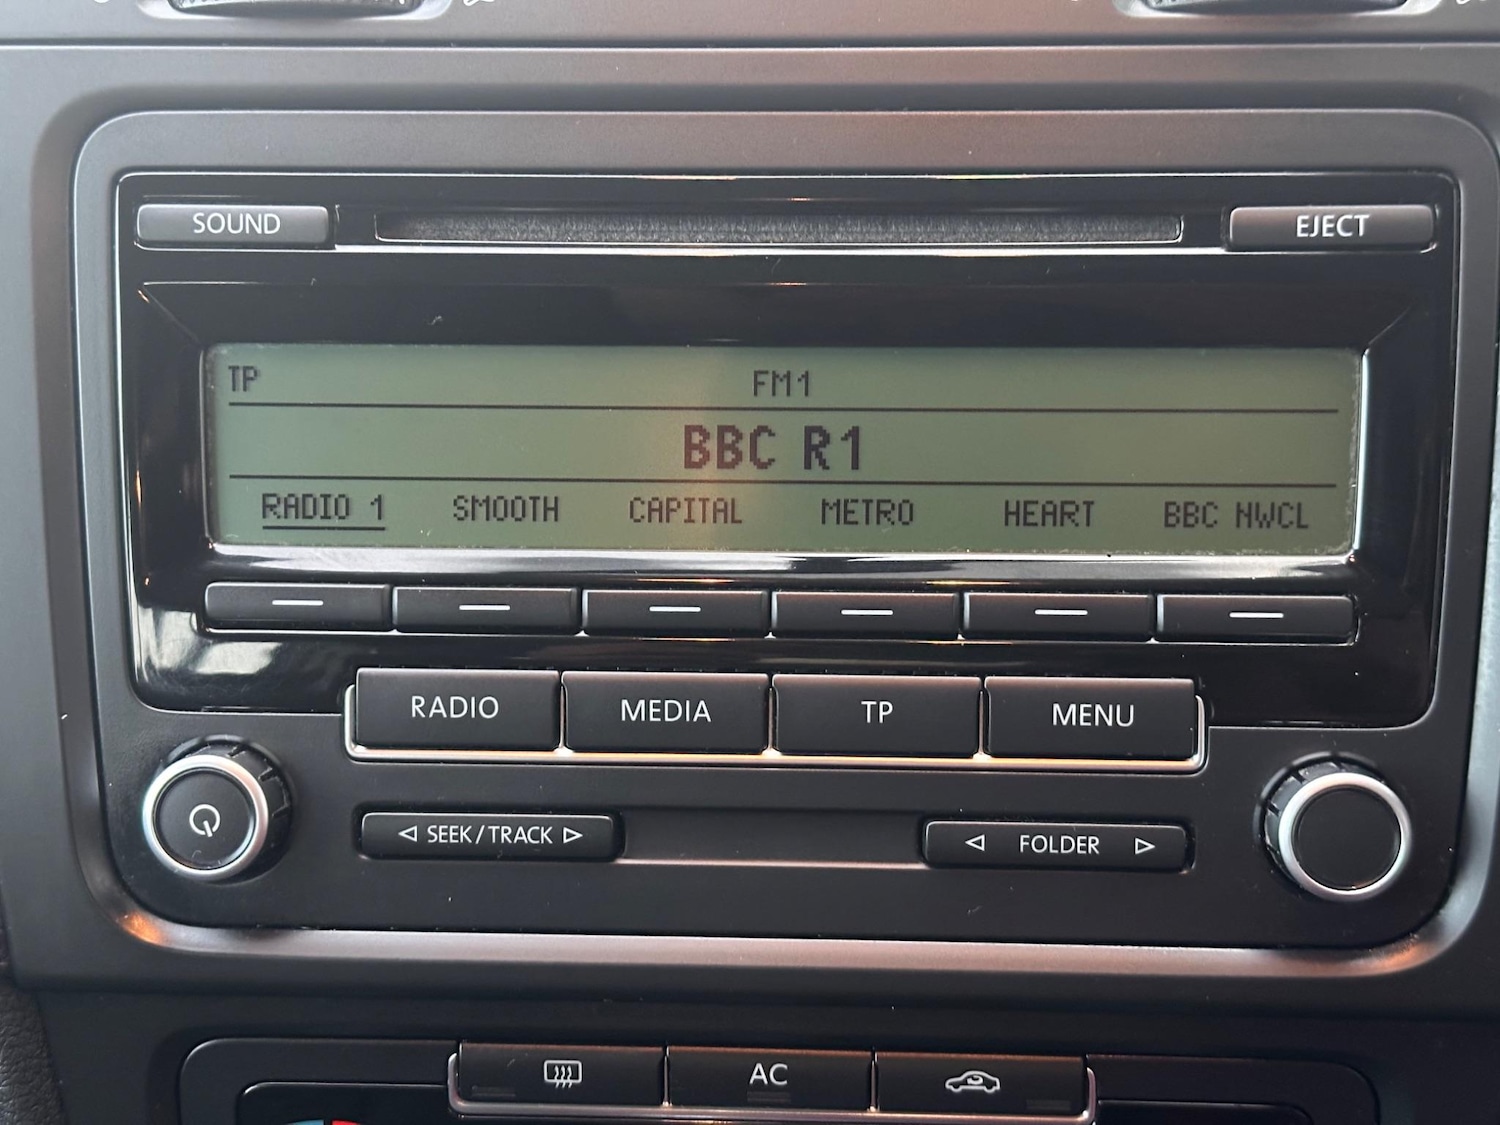 SOUND EJECT
TP FM1
BBC R1
RADIO 1 SMOOTH CAPITAL METRO HEART BBC NWCL
RADIO MEDIA TP MENU
SEEK/TRACK FOLDER
AC